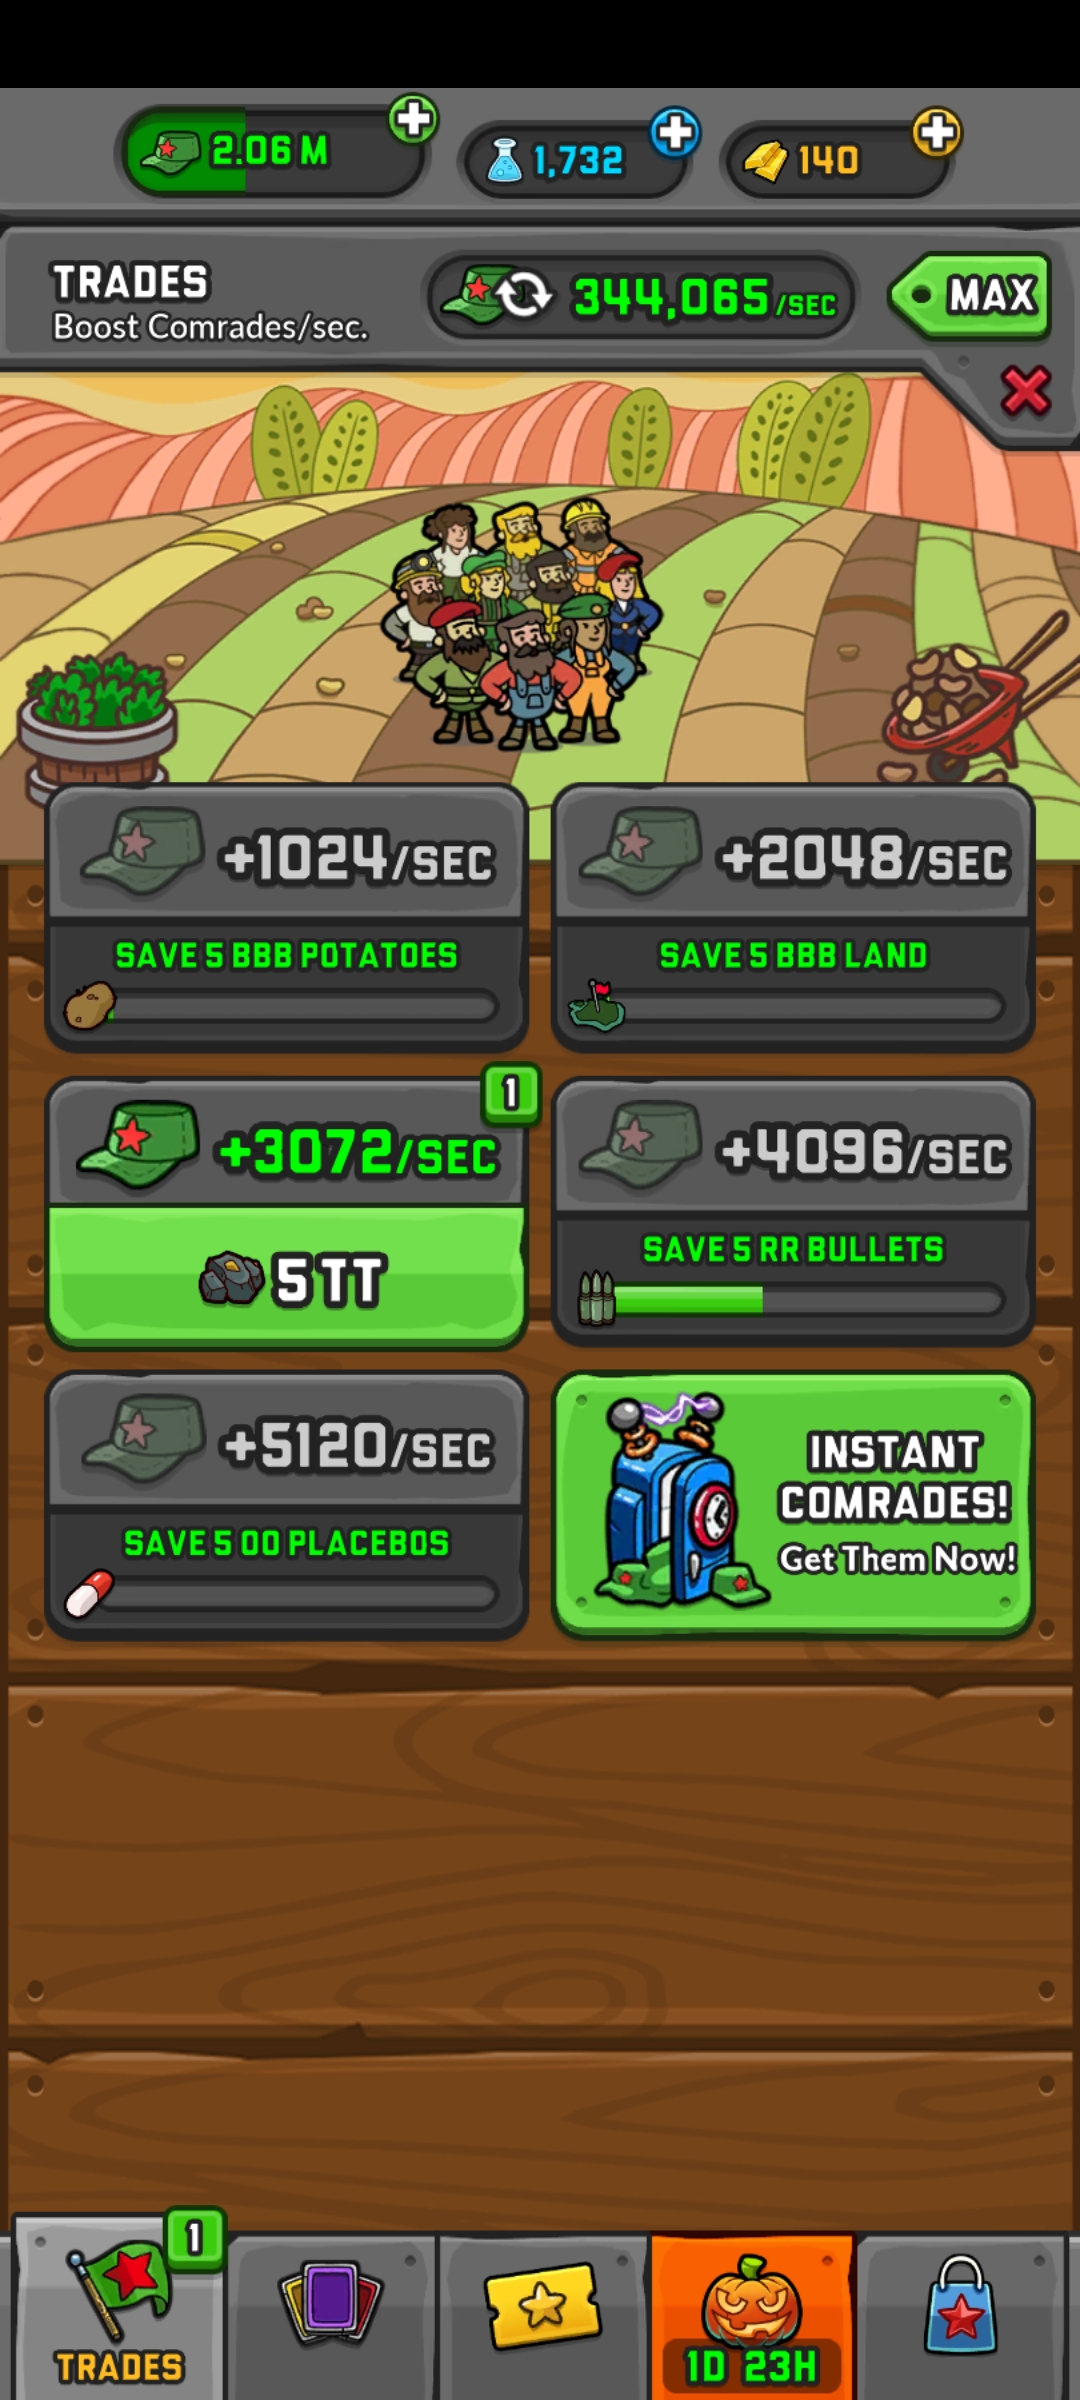 2.06 M
1,732
140
TRADES
Boost Comrades/sec.
344,065/SEC
MAX
+1024/SEC
SAVE 5 BBB POTATOES
+2048/SEC
SAVE 5 BBB LAND
1
+3072/SEC
5 TT
+4096/SEC
SAVE 5 RR BULLETS
+5120/SEC
SAVE 5 OO PLACEBOS
INSTANT
COMRADES!
Get Them Now!
1
TRADES
1D 23H